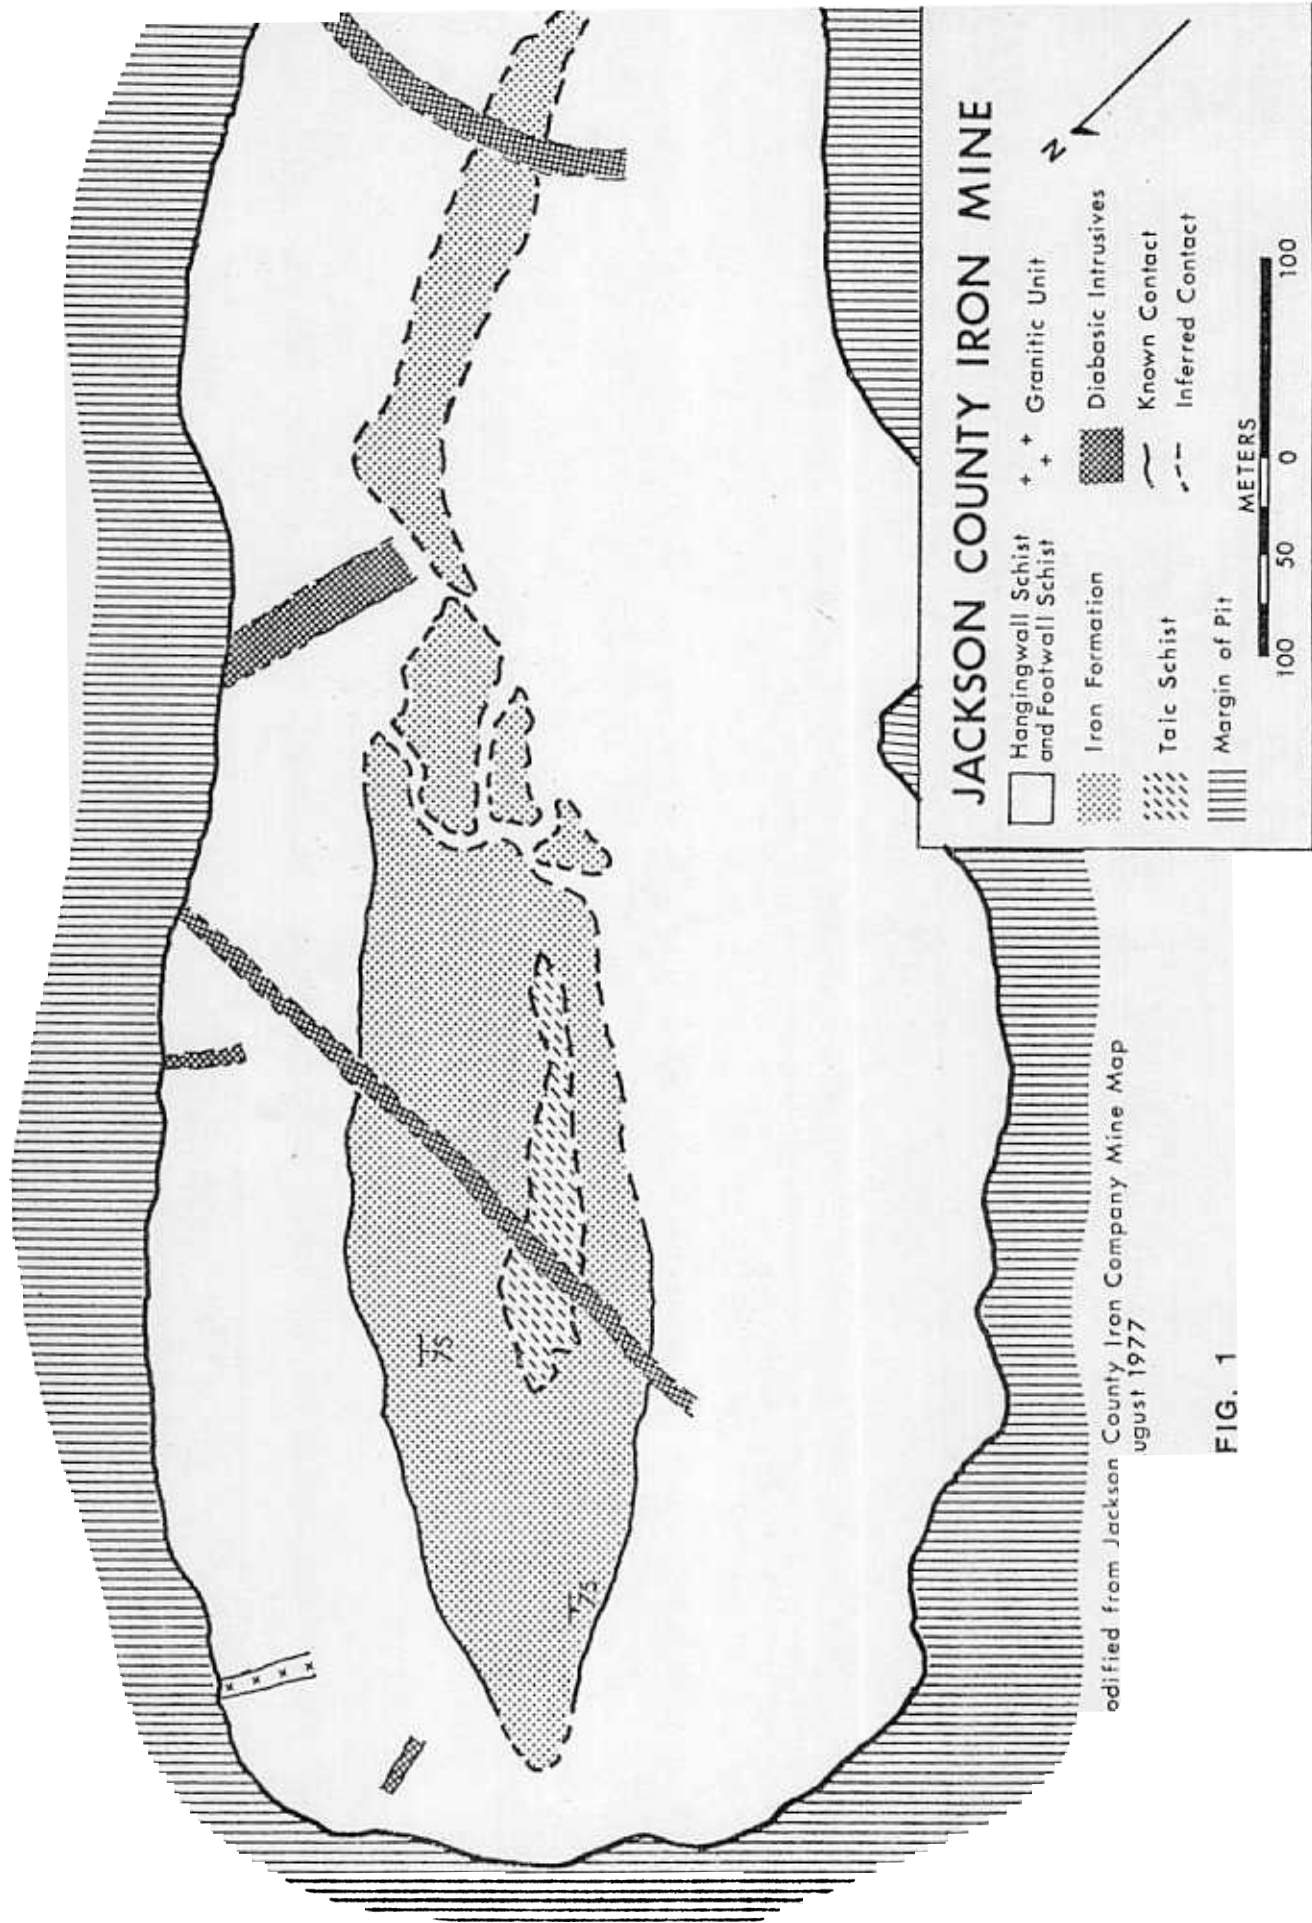 JACKSON COUNTY IRON MINE
Hangingwall Schist
and Footwall Schist
Granitic Unit
Iron Formation
Diabasic Intrusives
Talc Schist
Known Contact
Inferred Contact
Margin of Pit
METERS
100 50 0 100
N
75
75
odified from Jackson County Iron Company Mine Map
ugust 1977
FIG. 1